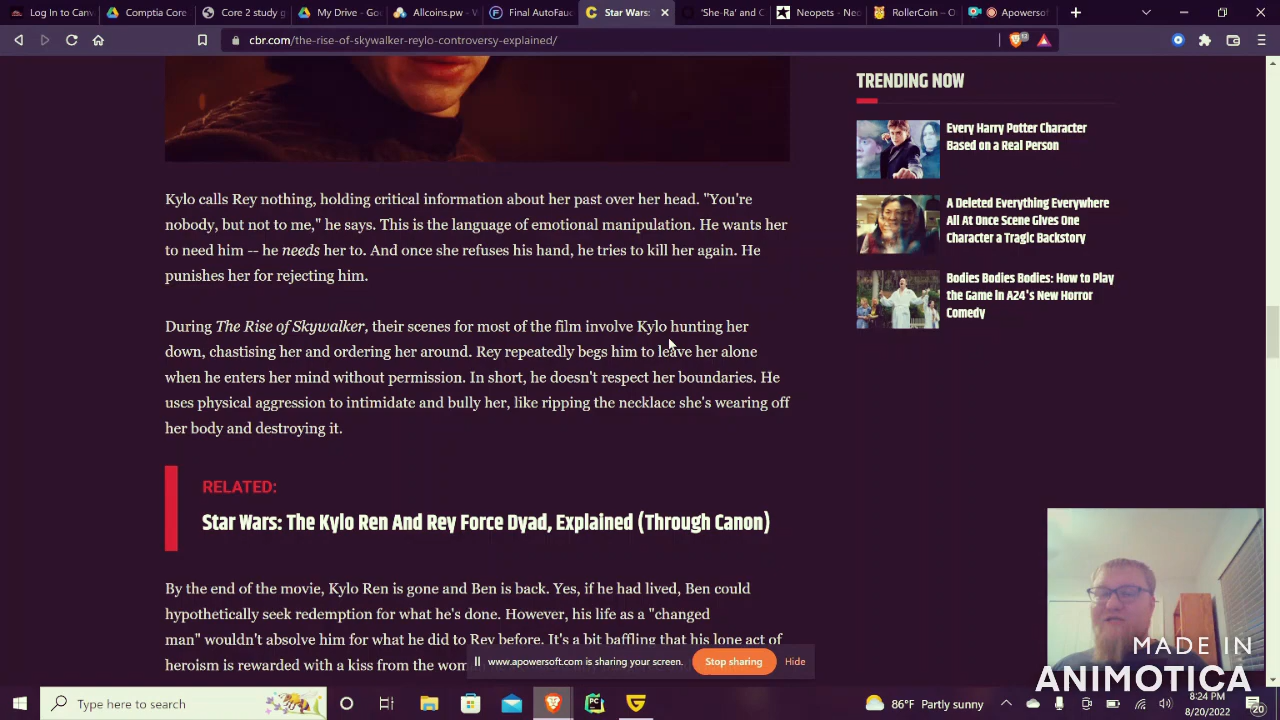 Log In to Canv
Comptia Core
Core 2 study g
My Drive - Goo
Allcoins.pw - V
Final AutoFauc
Star Wars:
'She-Ra' and C
Neopets - Neo
RollerCoin - O
Apowersoft
cbr.com/the-rise-of-skywalker-reylo-controversy-explained/
TRENDING NOW
Every Harry Potter Character
Based on a Real Person
A Deleted Everything Everywhere
All At Once Scene Gives One
Character a Tragic Backstory
Bodies Bodies Bodies: How to Play
the Game in A24's New Horror
Comedy
Kylo calls Rey nothing, holding critical information about her past over her head. "You're
nobody, but not to me," he says. This is the language of emotional manipulation. He wants her
to need him -- he needs her to. And once she refuses his hand, he tries to kill her again. He
punishes her for rejecting him.
During The Rise of Skywalker, their scenes for most of the film involve Kylo hunting her
down, chastising her and ordering her around. Rey repeatedly begs him to leave her alone
when he enters her mind without permission. In short, he doesn't respect her boundaries. He
uses physical aggression to intimidate and bully her, like ripping the necklace she's wearing off
her body and destroying it.
RELATED:
Star Wars: The Kylo Ren And Rey Force Dyad, Explained (Through Canon)
By the end of the movie, Kylo Ren is gone and Ben is back. Yes, if he had lived, Ben could
hypothetically seek redemption for what he's done. However, his life as a "changed
man" wouldn't absolve him for what he did to Rey before. It's a bit baffling that his lone act of
heroism is rewarded with a kiss from the wom
www.apowersoft.com is sharing your screen.
Stop sharing
Hide
MADE IN
ANIMOTICA
Type here to search
86°F Partly sunny
8:24 PM
8/20/2022
20